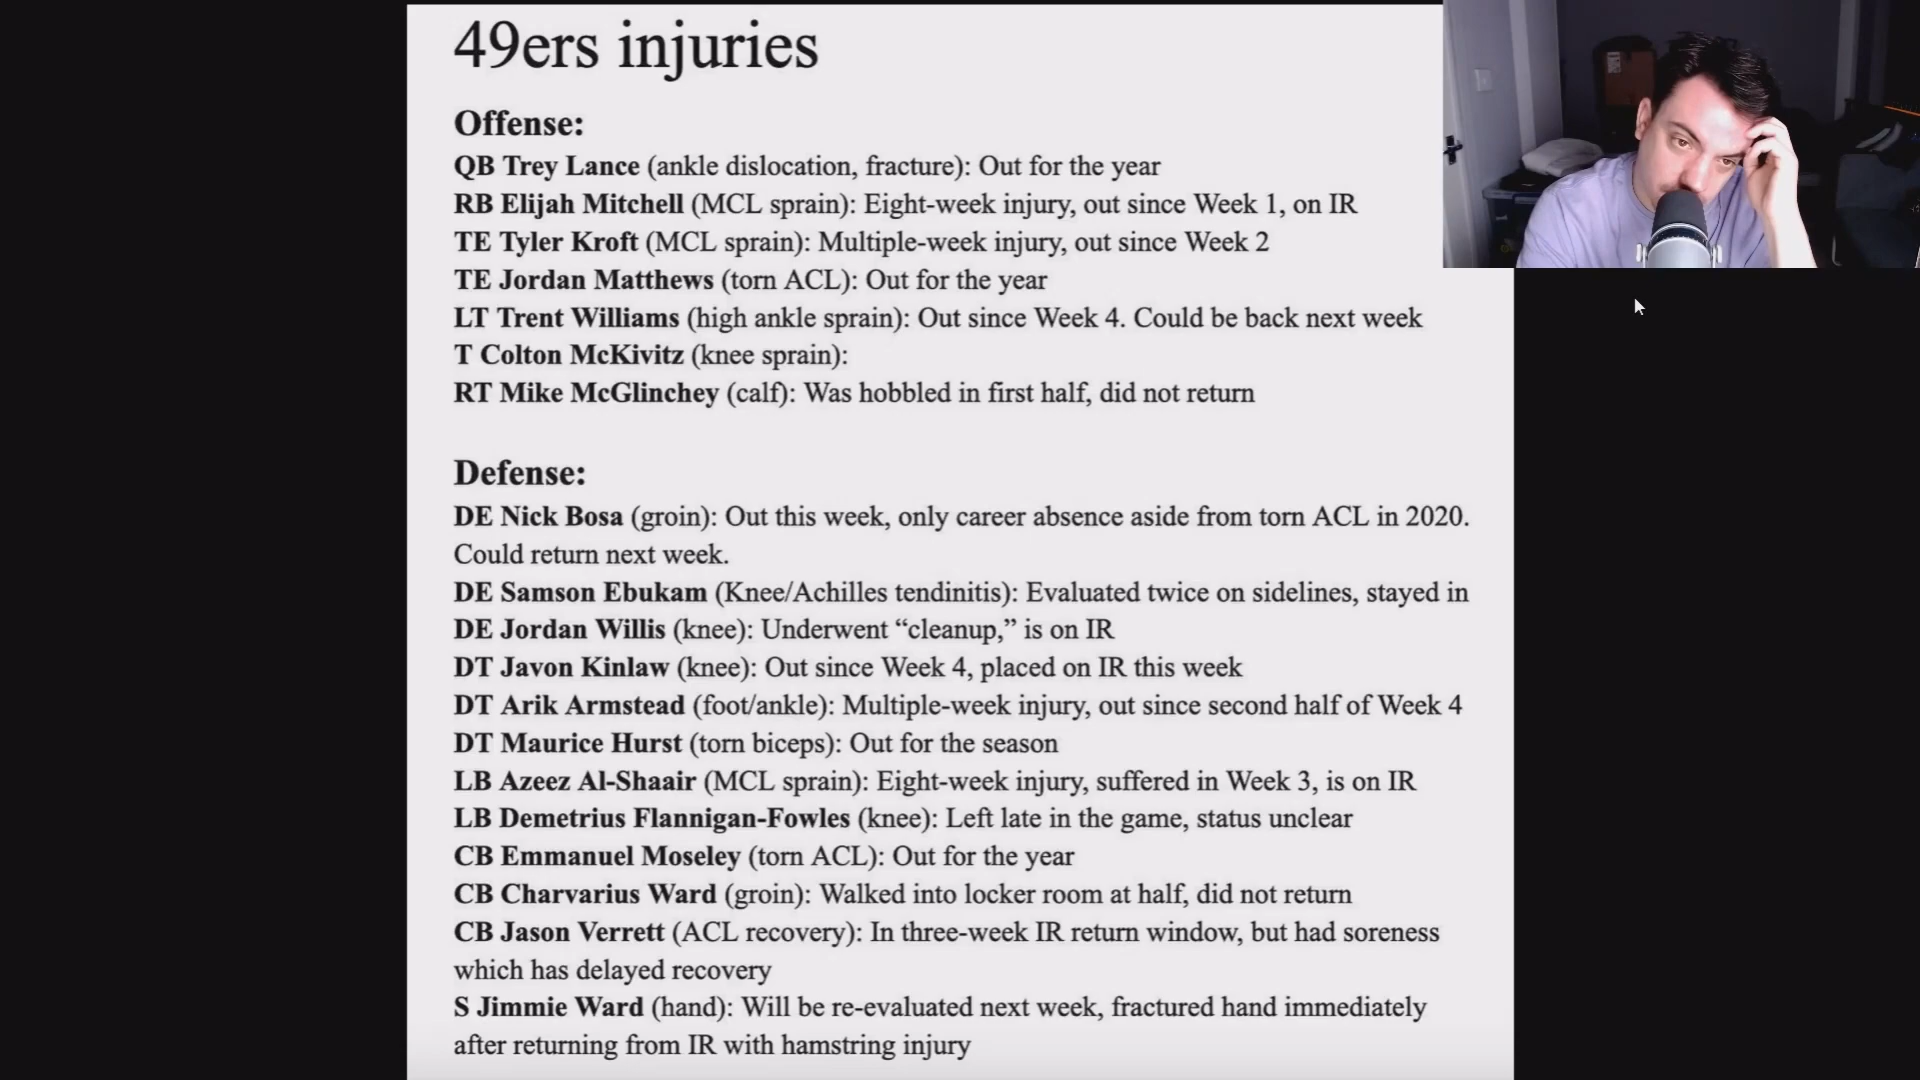 49ers injuries
Offense:
QB Trey Lance (ankle dislocation, fracture): Out for the year
RB Elijah Mitchell (MCL sprain): Eight-week injury, out since Week 1, on IR
TE Tyler Kroft (MCL sprain): Multiple-week injury, out since Week 2
TE Jordan Matthews (torn ACL): Out for the year
LT Trent Williams (high ankle sprain): Out since Week 4. Could be back next week
T Colton McKivitz (knee sprain):
RT Mike McGlinchey (calf): Was hobbled in first half, did not return
Defense:
DE Nick Bosa (groin): Out this week, only career absence aside from torn ACL in 2020.
Could return next week.
DE Samson Ebukam (Knee/Achilles tendinitis): Evaluated twice on sidelines, stayed in
DE Jordan Willis (knee): Underwent “cleanup,” is on IR
DT Javon Kinlaw (knee): Out since Week 4, placed on IR this week
DT Arik Armstead (foot/ankle): Multiple-week injury, out since second half of Week 4
DT Maurice Hurst (torn biceps): Out for the season
LB Azeez Al-Shaair (MCL sprain): Eight-week injury, suffered in Week 3, is on IR
LB Demetrius Flannigan-Fowles (knee): Left late in the game, status unclear
CB Emmanuel Moseley (torn ACL): Out for the year
CB Charvarius Ward (groin): Walked into locker room at half, did not return
CB Jason Verrett (ACL recovery): In three-week IR return window, but had soreness
which has delayed recovery
S Jimmie Ward (hand): Will be re-evaluated next week, fractured hand immediately
after returning from IR with hamstring injury